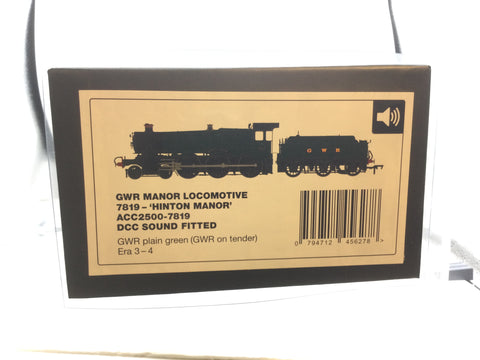 G W R
GWR MANOR LOCOMOTIVE
7819 – 'HINTON MANOR'
ACC2500-7819
DCC SOUND FITTED
GWR plain green (GWR on tender)
Era 3 – 4
0 794712 456278 >